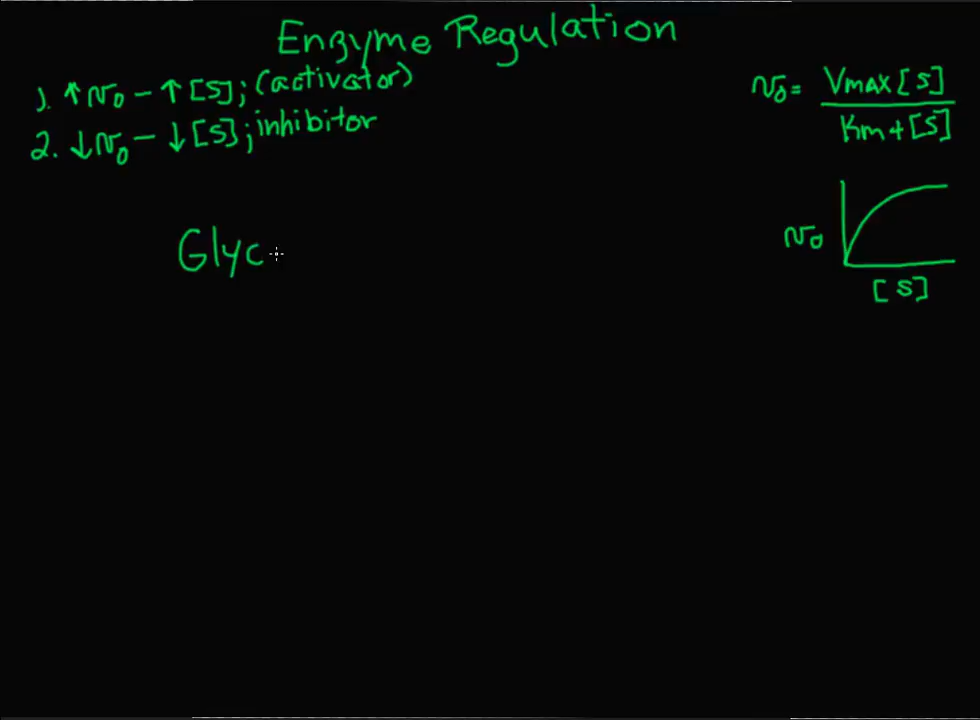 Enzyme Regulation
1. ↑ v₀ – ↑ [S]; (activator)
2. ↓ v₀ – ↓ [S]; inhibitor
v₀ = Vmax[S] / Km + [S]
v₀
[S]
Glyc